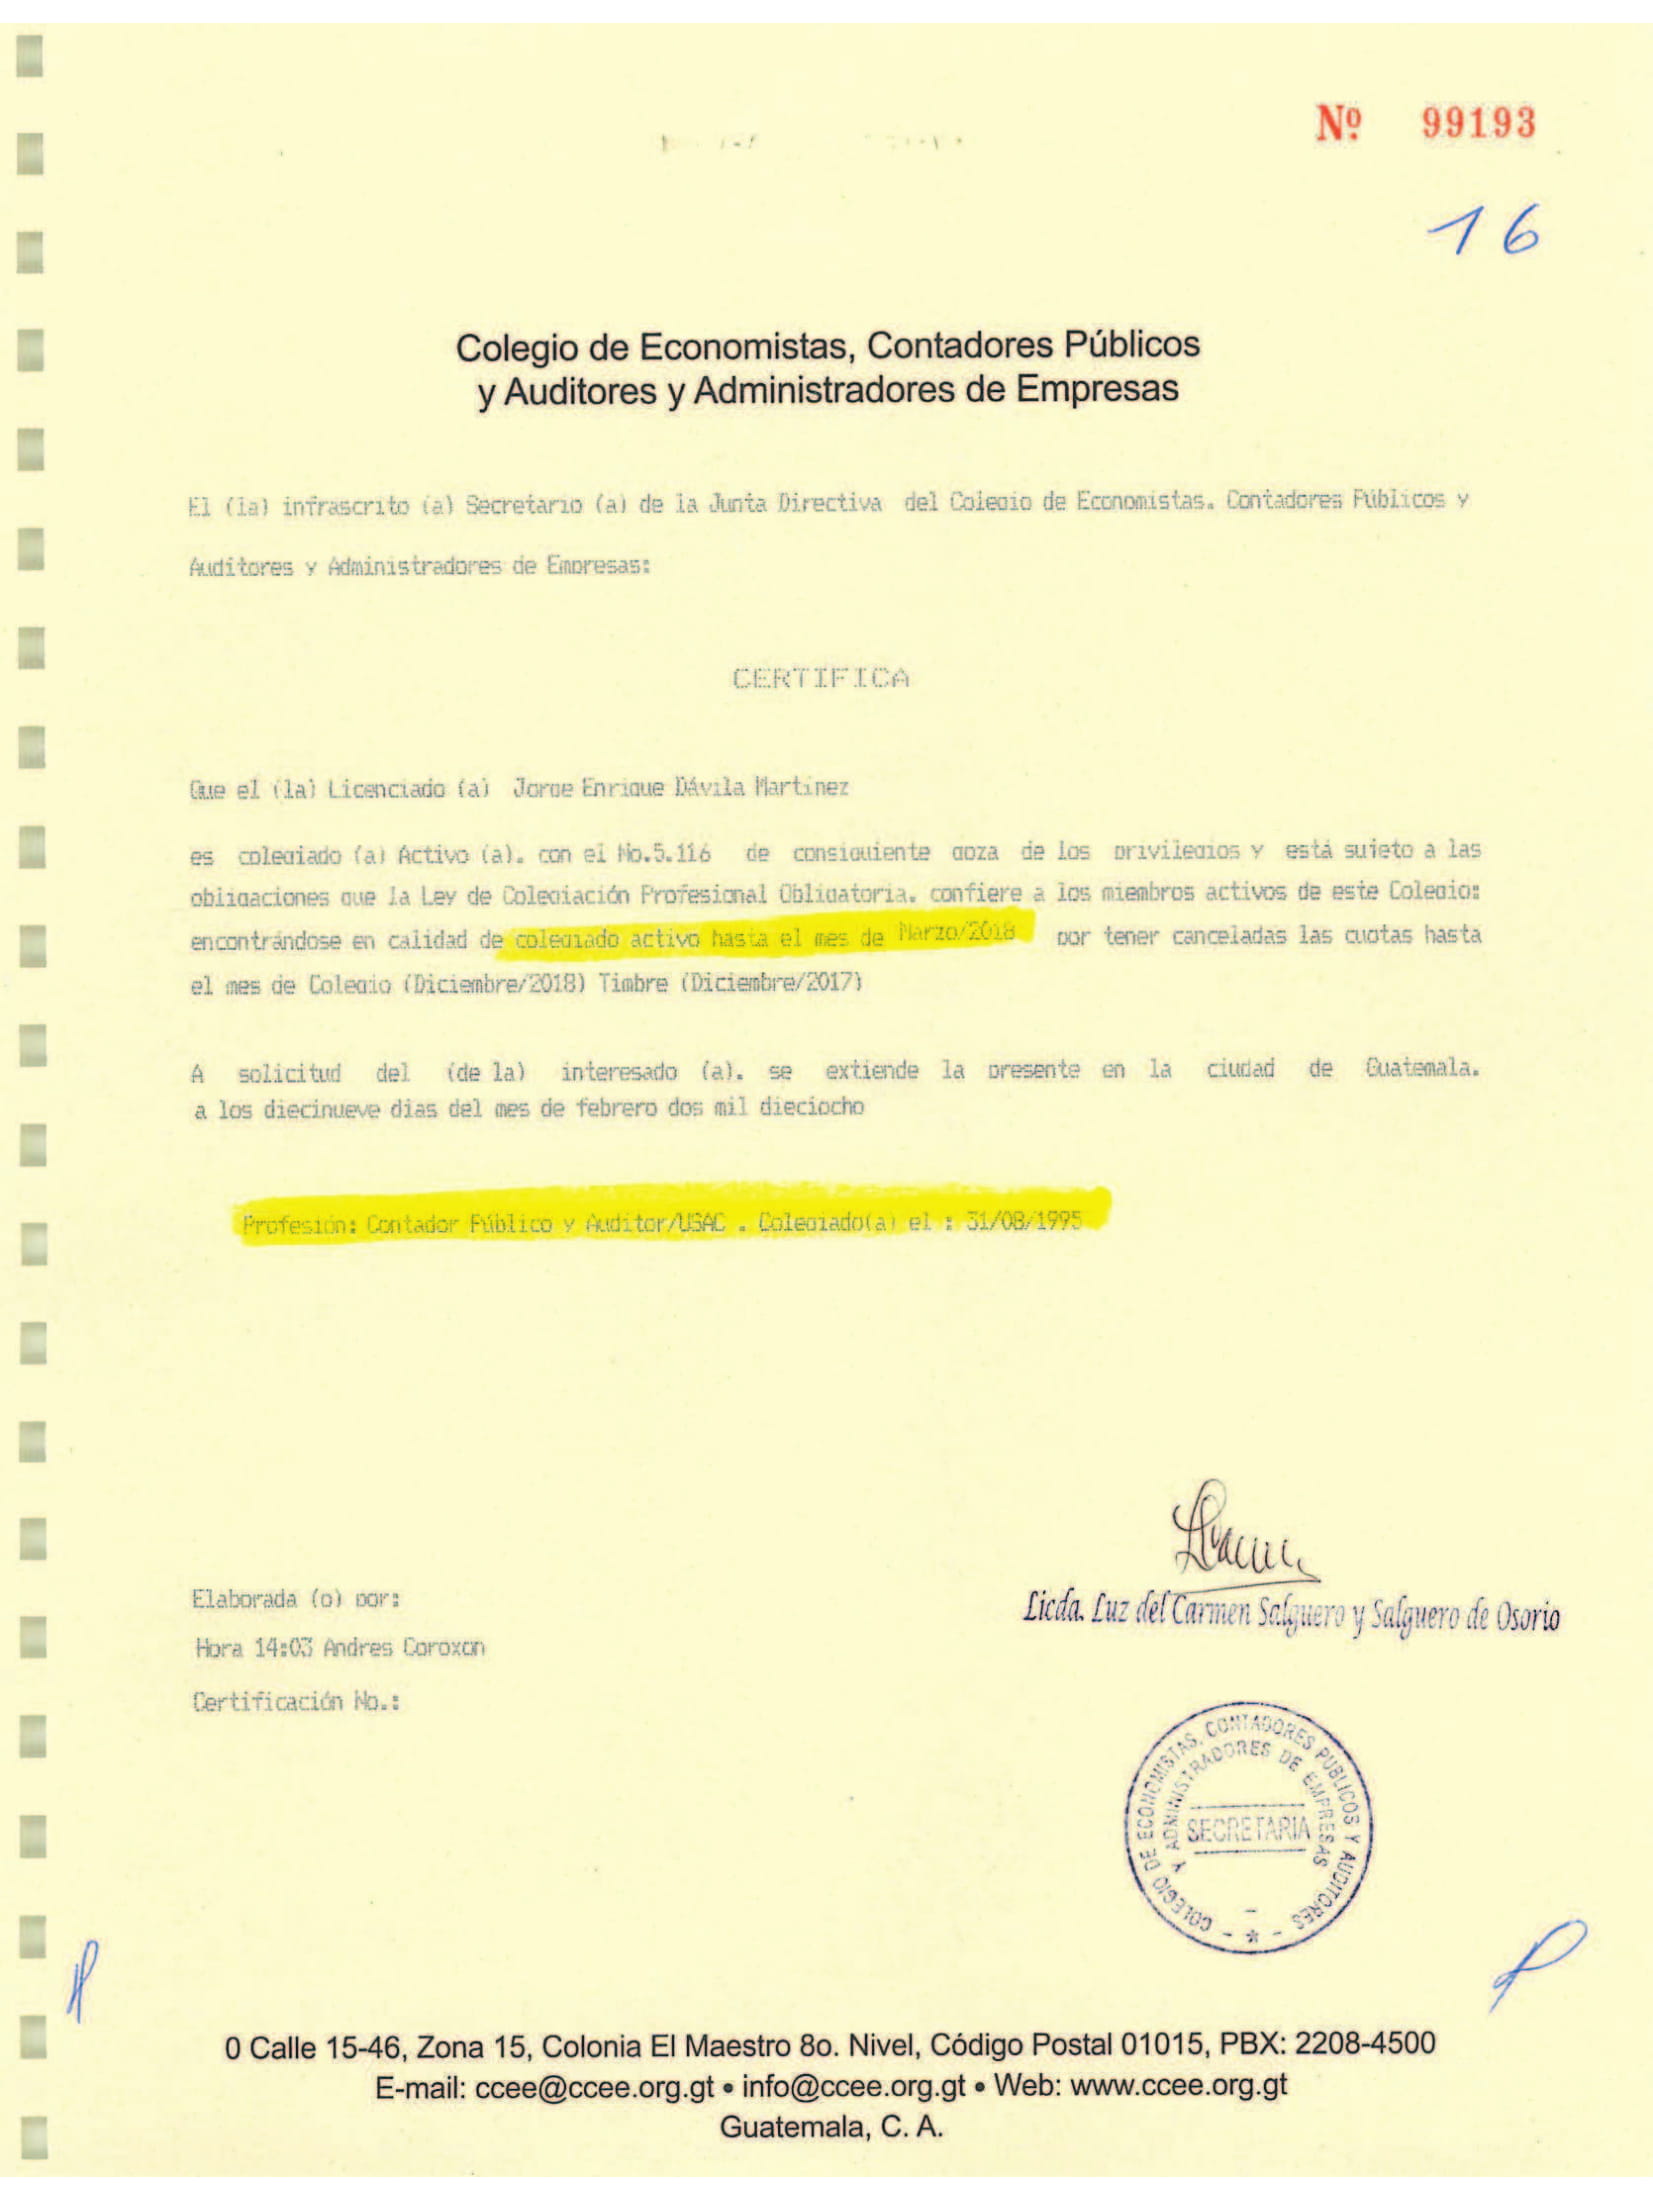 Nº 99193
16
Colegio de Economistas, Contadores Públicos
y Auditores y Administradores de Empresas
El (la) infrascrito (a) Secretario (a) de la Junta Directiva del Colegio de Economistas. Contadores Públicos y
Auditores y Administradores de Empresas:
CERTIFICA
Que el (la) Licenciado (a) Jorge Enrique Dávila Martinez
es colegiado (a) Activo (a). con el No.5.116 de consiguiente goza de los privilegios y está sujeto a las
obligaciones que la Ley de Colegiación Profesional Obligatoria. confiere a los miembros activos de este Colegio:
encontrándose en calidad de colegiado activo hasta el mes de Marzo/2018 por tener canceladas las cuotas hasta
el mes de Colegio (Diciembre/2018) Timbre (Diciembre/2017)
A solicitud del (de la) interesado (a). se extiende la presente en la ciudad de Guatemala.
a los diecinueve dias del mes de febrero dos mil dieciocho
Profesión: Contador Público y Auditor/USAC . Colegiado(a) el : 31/08/1995
Elaborada (o) por:
Hora 14:03 Andres Coroxon
Certificación No.:
Licda. Luz del Carmen Salguero y Salguero de Osorio
COLEGIO DE ECONOMISTAS, CONTADORES PUBLICOS Y AUDITORES
Y ADMINISTRADORES DE EMPRESAS
SECRETARIA
0 Calle 15-46, Zona 15, Colonia El Maestro 8o. Nivel, Código Postal 01015, PBX: 2208-4500
E-mail: ccee@ccee.org.gt • info@ccee.org.gt • Web: www.ccee.org.gt
Guatemala, C. A.